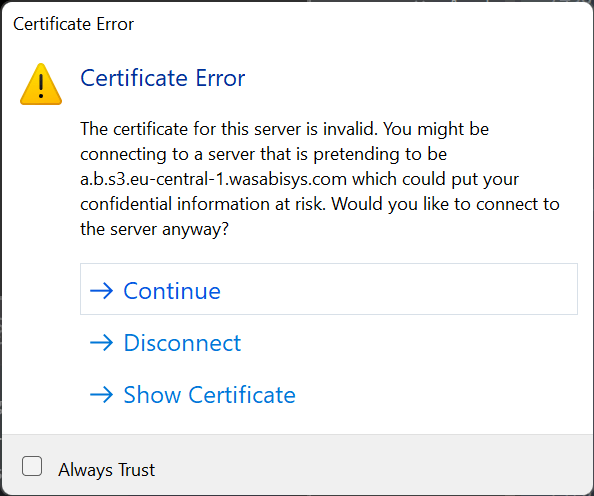 Certificate Error
Certificate Error
The certificate for this server is invalid. You might be
connecting to a server that is pretending to be
a.b.s3.eu-central-1.wasabisys.com which could put your
confidential information at risk. Would you like to connect to
the server anyway?
→ Continue
→ Disconnect
→ Show Certificate
Always Trust